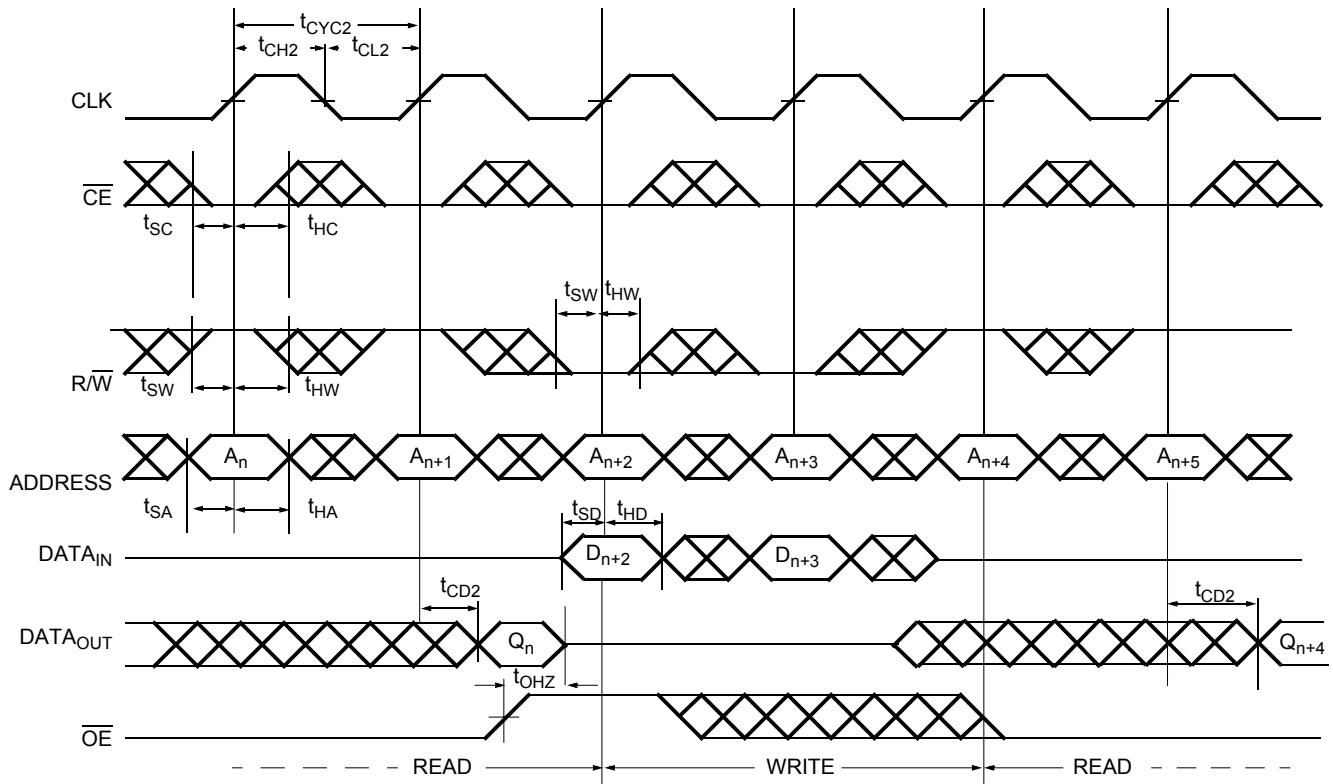 tCYC2
tCH2 tCL2
CLK
CE
tSC tHC
tSW tHW
R/W
tSW tHW
An An+1 An+2 An+3 An+4 An+5
ADDRESS
tSA tHA tSD tHD
DATAIN Dn+2 Dn+3
tCD2 tCD2
DATAOUT Qn Qn+4
tOHZ
OE
READ WRITE READ